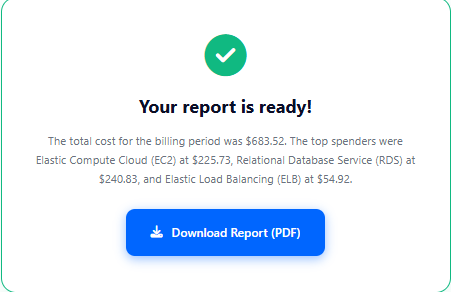 Your report is ready!
The total cost for the billing period was $683.52. The top spenders were
Elastic Compute Cloud (EC2) at $225.73, Relational Database Service (RDS) at
$240.83, and Elastic Load Balancing (ELB) at $54.92.
Download Report (PDF)